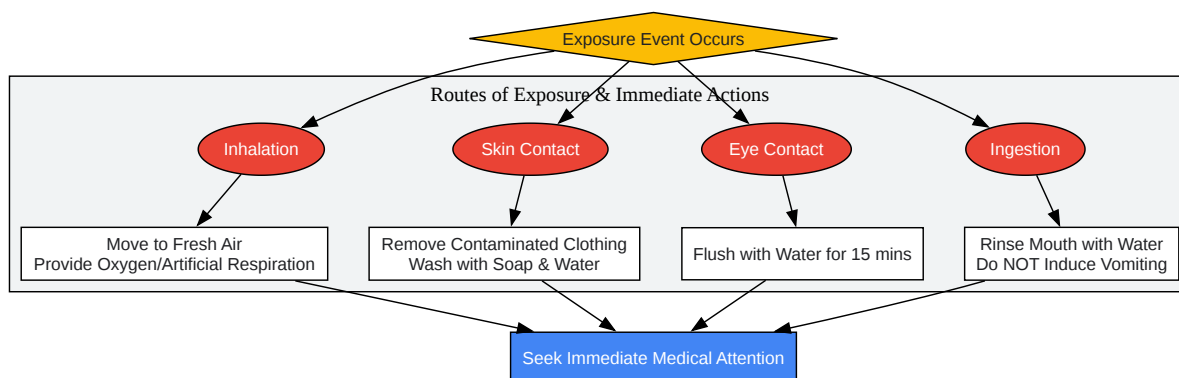 Exposure Event Occurs
Routes of Exposure & Immediate Actions
Inhalation
Skin Contact
Eye Contact
Ingestion
Move to Fresh Air
Provide Oxygen/Artificial Respiration
Remove Contaminated Clothing
Wash with Soap & Water
Flush with Water for 15 mins
Rinse Mouth with Water
Do NOT Induce Vomiting
Seek Immediate Medical Attention